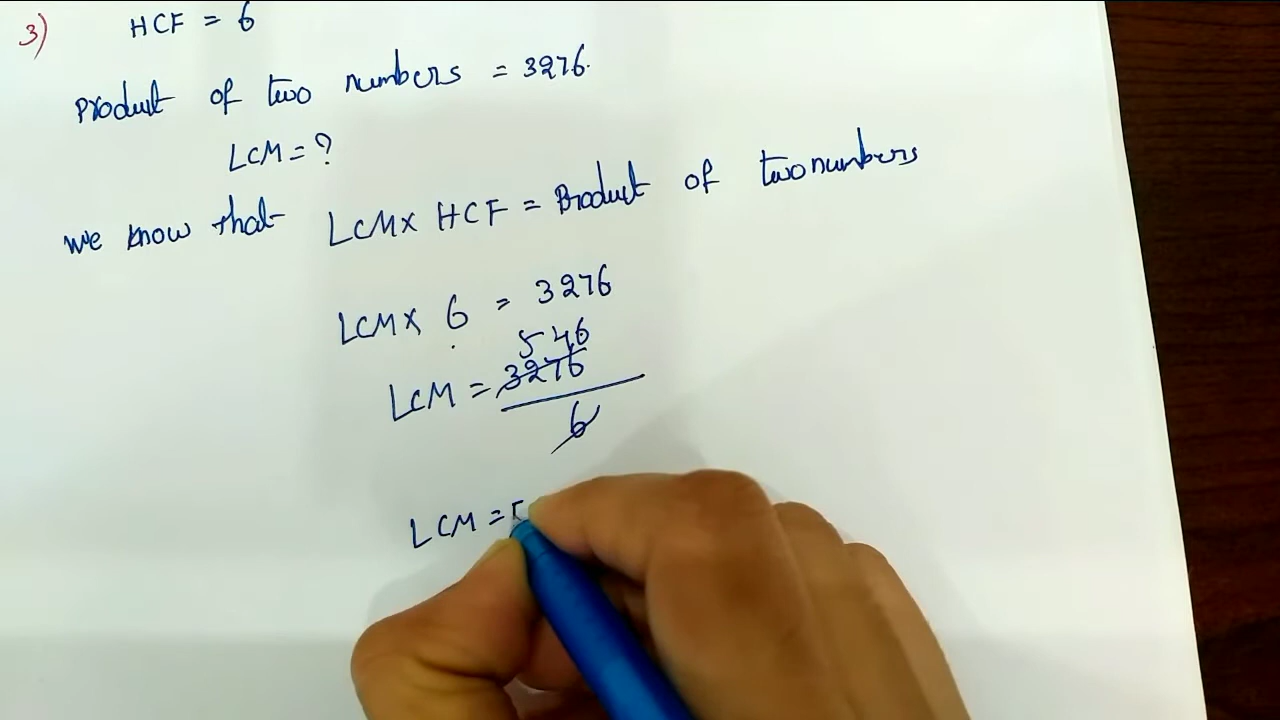 3) HCF = 6
Product of two numbers = 3276.
LCM = ?
We know that LCM x HCF = Product of two numbers
LCM x 6 = 3276
546
LCM = 3276
6
LCM = 5